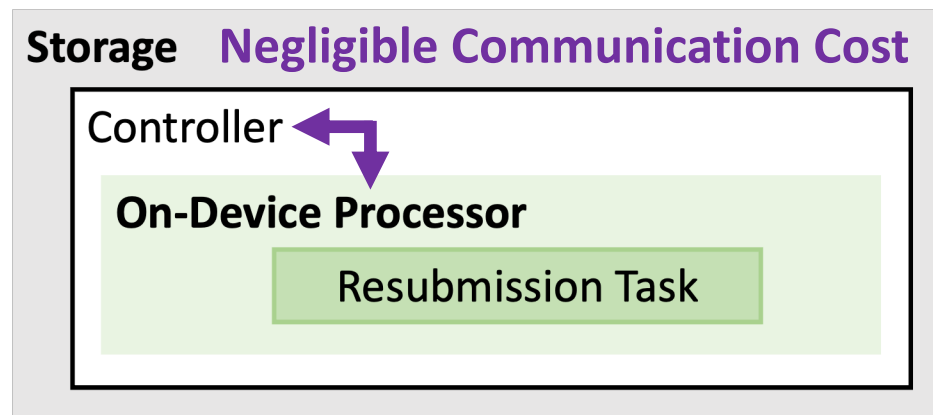 Storage Negligible Communication Cost
Controller
On-Device Processor
Resubmission Task